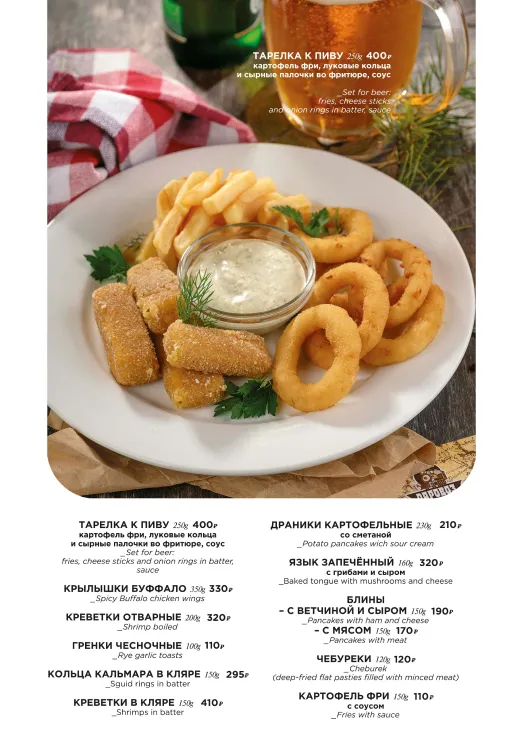 ТАРЕЛКА К ПИВУ 250g 400₽
картофель фри, луковые кольца
и сырные палочки во фритюре, соус
_Set for beer:
fries, cheese sticks
and onion rings in batter, sauce
ПАРОВОЗ
ТАРЕЛКА К ПИВУ 250g 400₽
картофель фри, луковые кольца
и сырные палочки во фритюре, соус
_Set for beer:
fries, cheese sticks and onion rings in batter,
sauce
КРЫЛЫШКИ БУФФАЛО 350g 330₽
_Spicy Buffalo chicken wings
КРЕВЕТКИ ОТВАРНЫЕ 200g 320₽
_Shrimp boiled
ГРЕНКИ ЧЕСНОЧНЫЕ 100g 110₽
_Rye garlic toasts
КОЛЬЦА КАЛЬМАРА В КЛЯРЕ 150g 295₽
_Sguid rings in batter
КРЕВЕТКИ В КЛЯРЕ 150g 410₽
_Shrimps in batter
ДРАНИКИ КАРТОФЕЛЬНЫЕ 230g 210₽
со сметаной
_Potato pancakes wich sour cream
ЯЗЫК ЗАПЕЧЁННЫЙ 160g 320₽
с грибами и сыром
_Baked tongue with mushrooms and cheese
БЛИНЫ
– С ВЕТЧИНОЙ И СЫРОМ 150g 190₽
_Pancakes with ham and cheese
– С МЯСОМ 150g 170₽
_Pancakes with meat
ЧЕБУРЕКИ 120g 120₽
_Cheburek
(deep-fried flat pasties filled with minced meat)
КАРТОФЕЛЬ ФРИ 150g 110₽
с соусом
_Fries with sauce